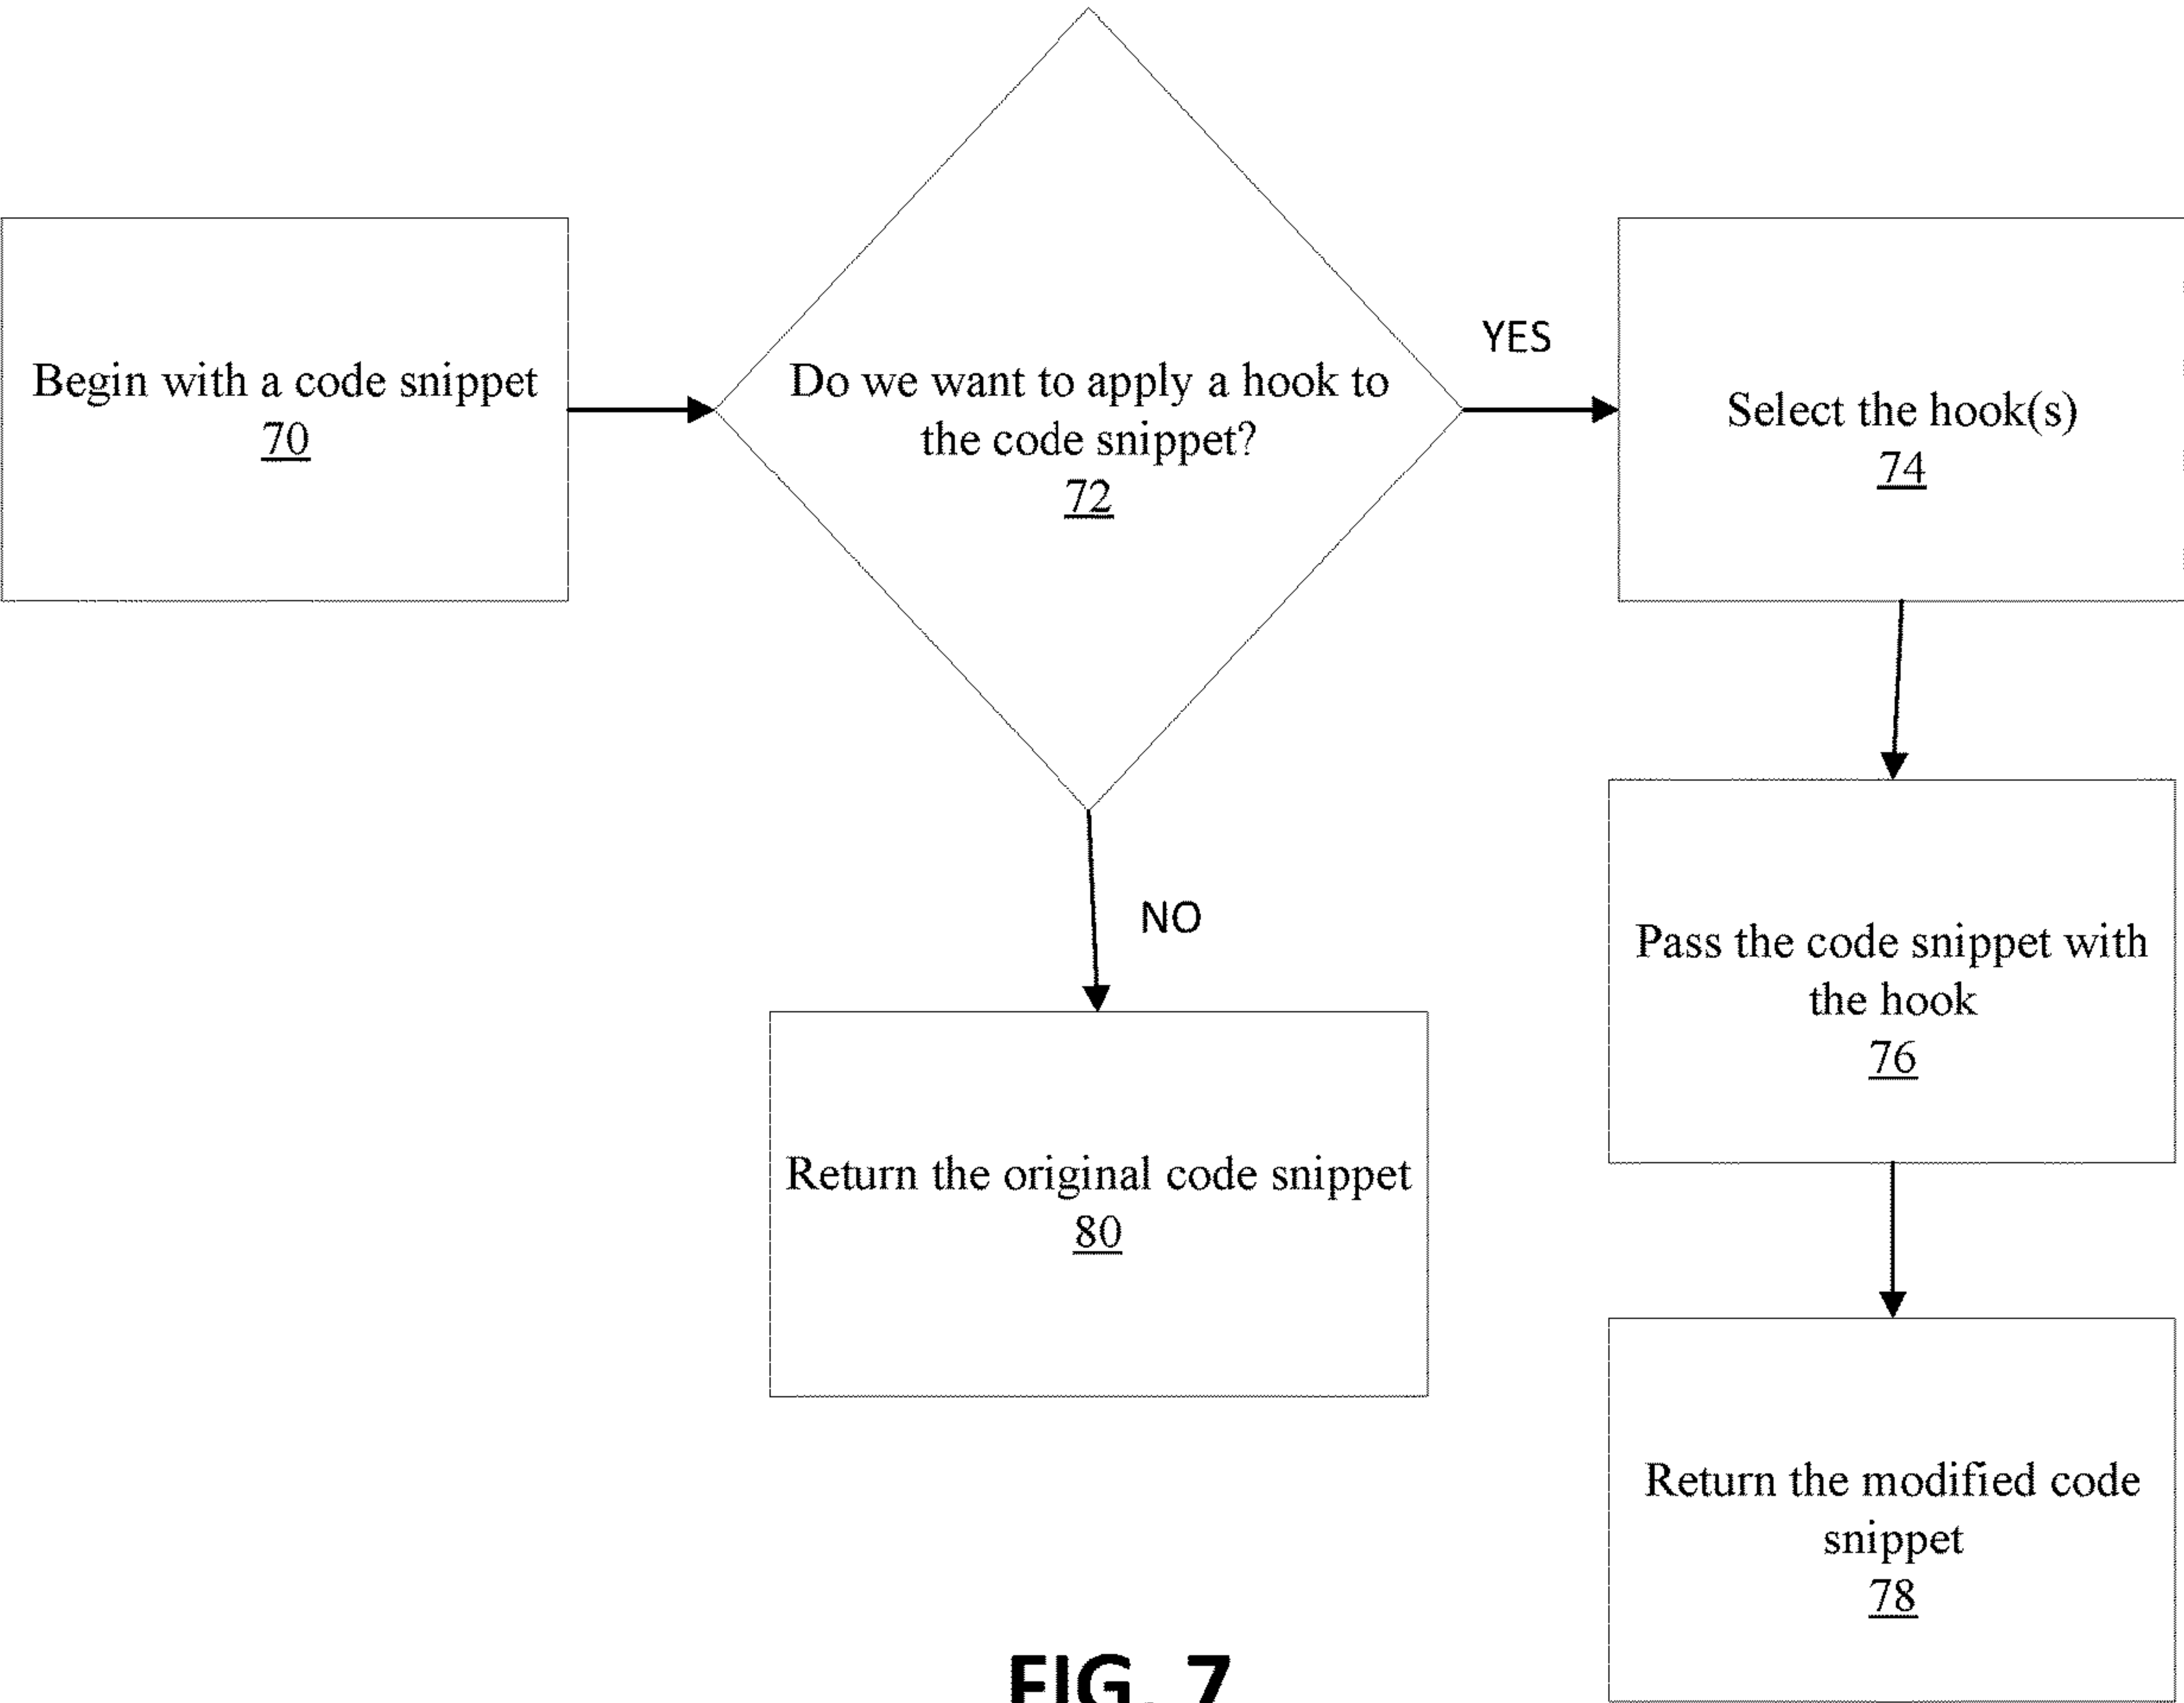 Begin with a code snippet
70
Do we want to apply a hook to
the code snippet?
72
YES
Select the hook(s)
74
NO
Pass the code snippet with
the hook
76
Return the original code snippet
80
Return the modified code
snippet
78
FIG. 7